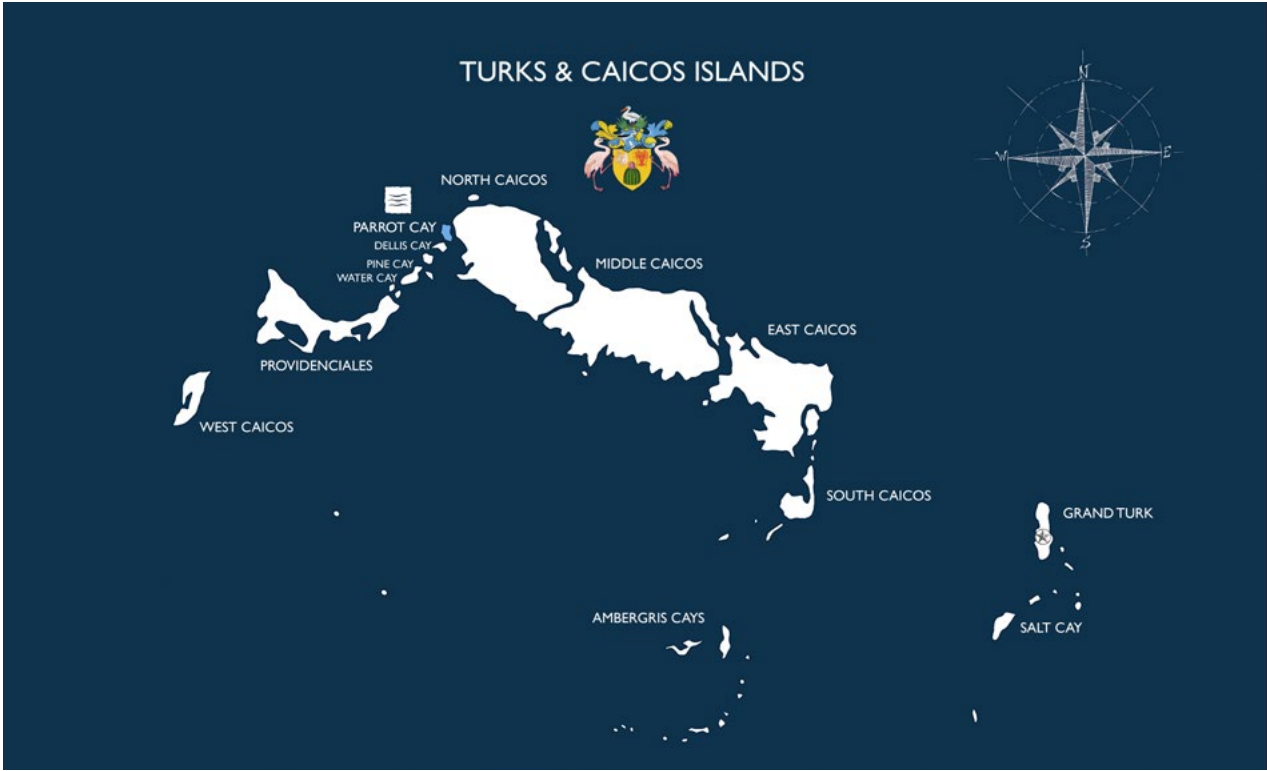 TURKS & CAICOS ISLANDS
N
W
E
S
NORTH CAICOS
PARROT CAY
DELLIS CAY
PINE CAY
WATER CAY
MIDDLE CAICOS
EAST CAICOS
PROVIDENCIALES
WEST CAICOS
SOUTH CAICOS
GRAND TURK
AMBERGRIS CAYS
SALT CAY